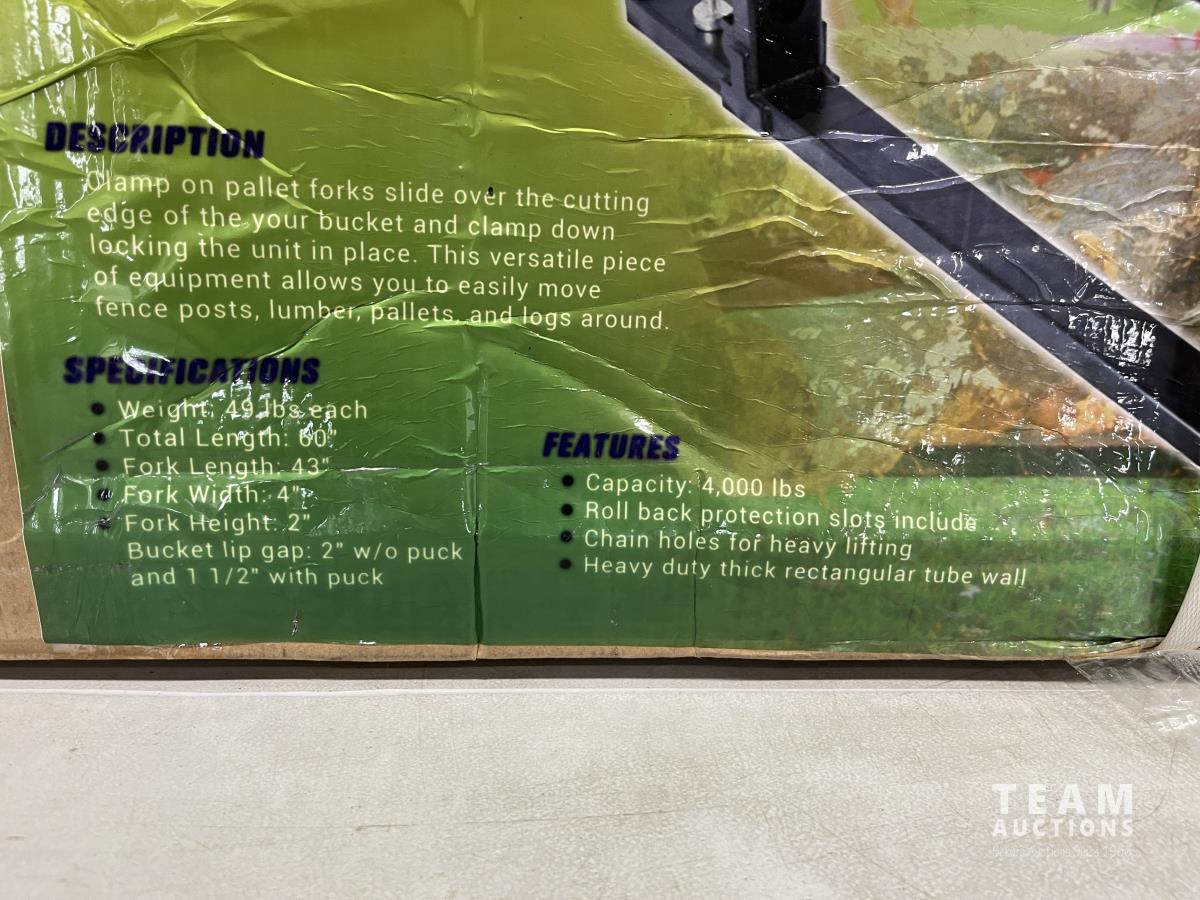 DESCRIPTION
Clamp on pallet forks slide over the cutting
edge of the your bucket and clamp down
locking the unit in place. This versatile piece
of equipment allows you to easily move
fence posts, lumber, pallets, and logs around.
SPECIFICATIONS
• Weight: 49 lbs each
• Total Length: 60"
• Fork Length: 43"
• Fork Width: 4"
• Fork Height: 2"
Bucket lip gap: 2" w/o puck
and 1 1/2" with puck
FEATURES
• Capacity: 4,000 lbs
• Roll back protection slots include
• Chain holes for heavy lifting
• Heavy duty thick rectangular tube wall
TEAM
AUCTIONS